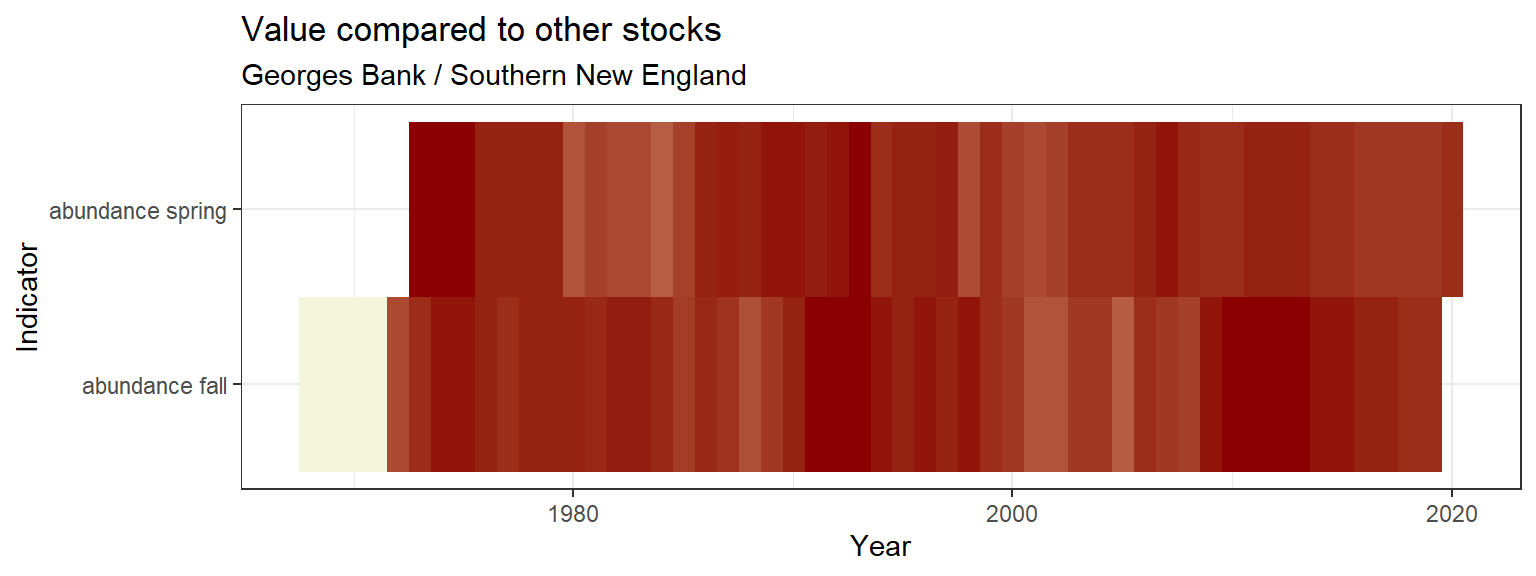 Value compared to other stocks
Georges Bank / Southern New England
Indicator
abundance spring
abundance fall
1980
2000
2020
Year